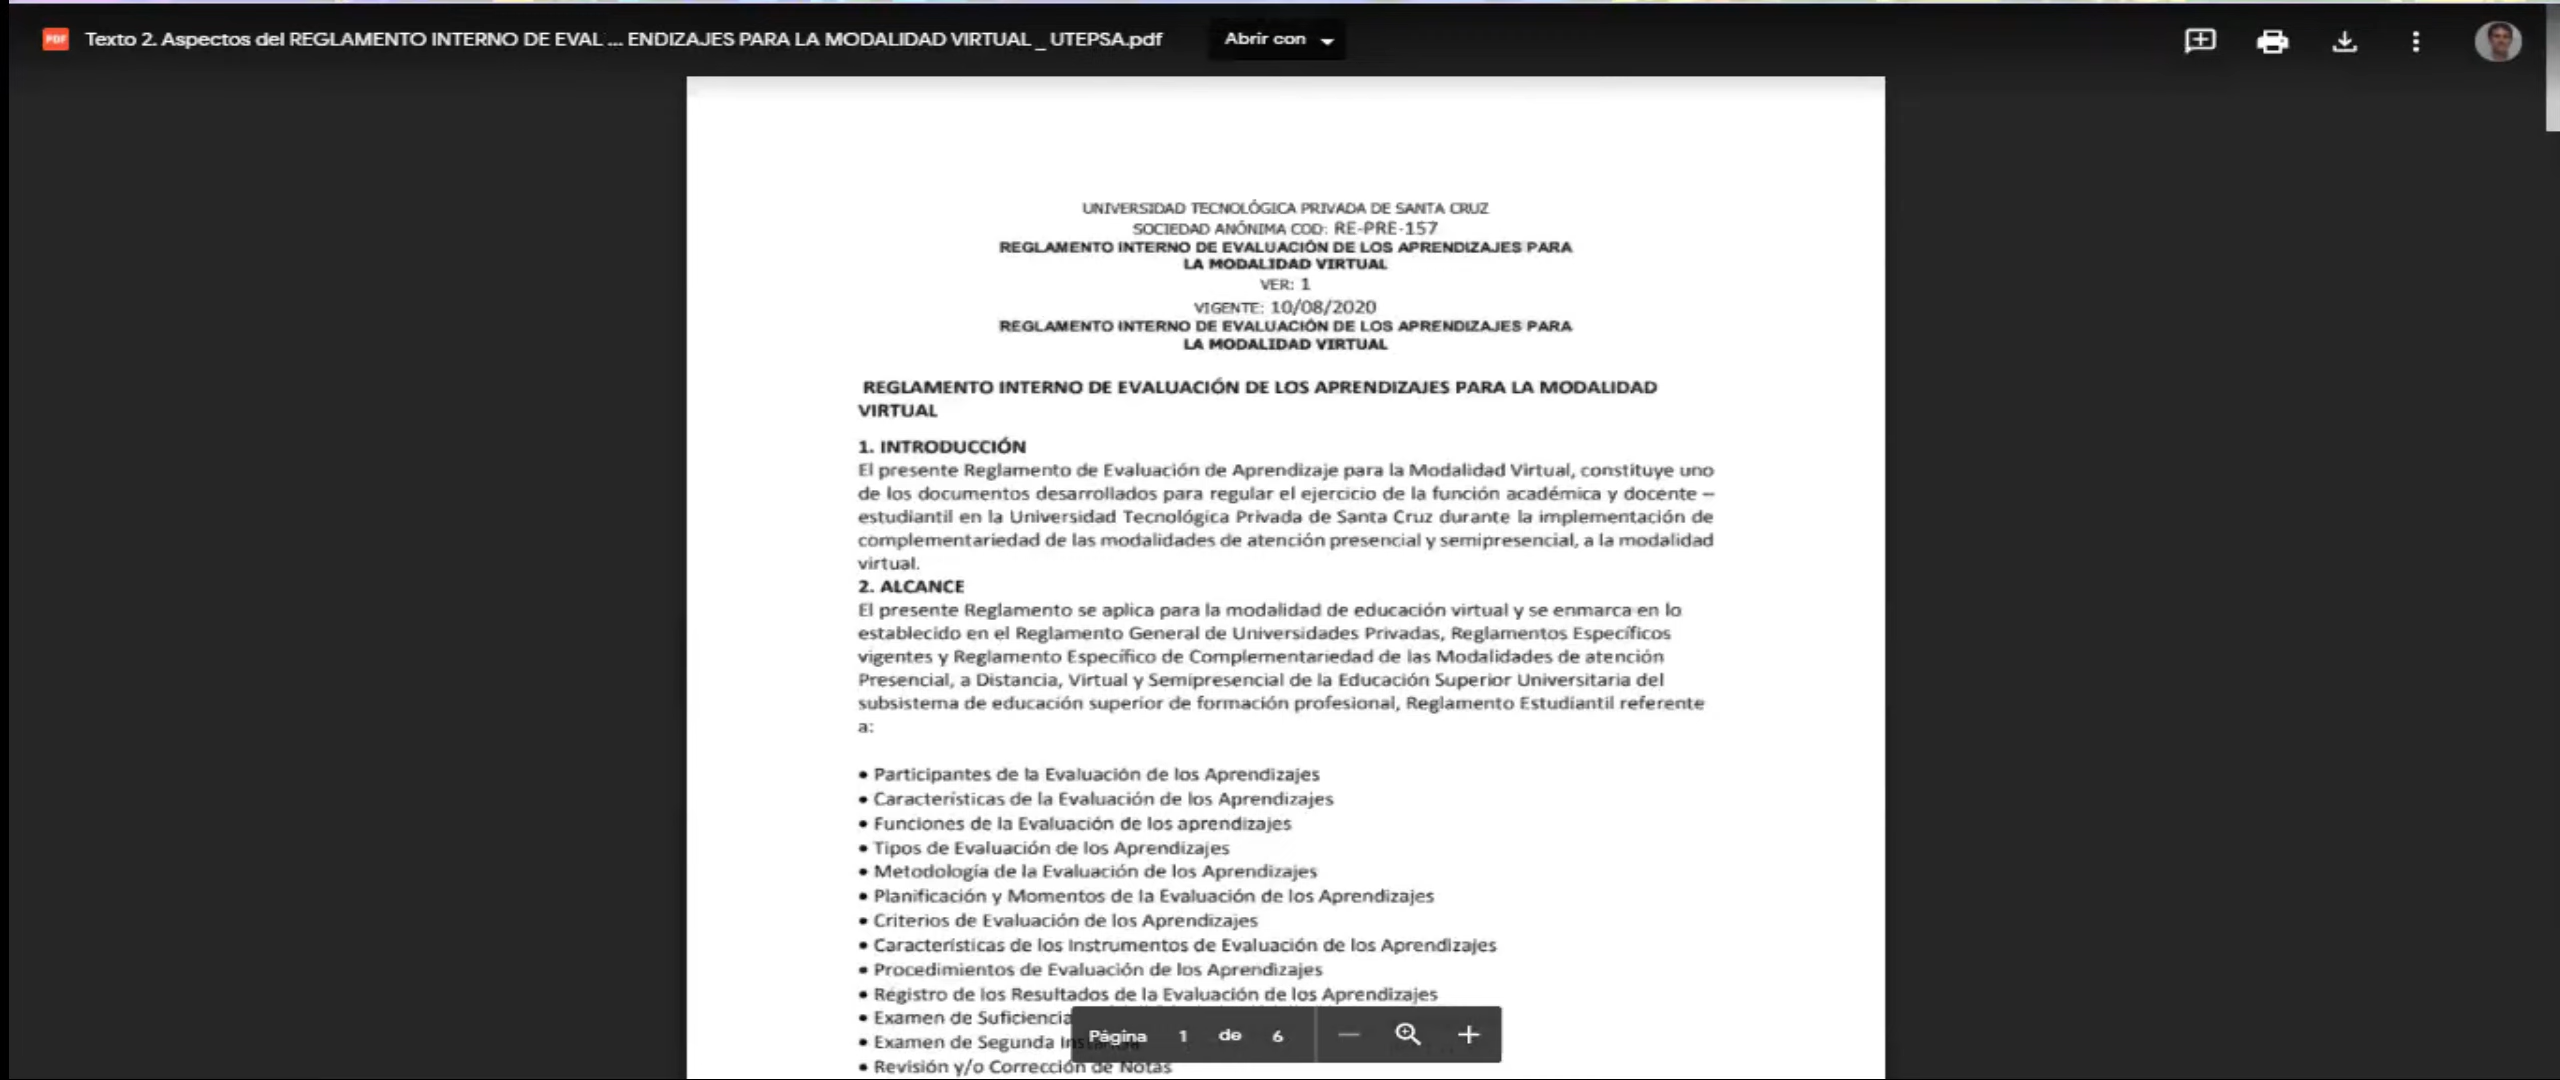 PDF Texto 2. Aspectos del REGLAMENTO INTERNO DE EVAL ... ENDIZAJES PARA LA MODALIDAD VIRTUAL _ UTEPSA.pdf Abrir con
UNIVERSIDAD TECNOLÓGICA PRIVADA DE SANTA CRUZ
SOCIEDAD ANÓNIMA COD: RE-PRE-157
REGLAMENTO INTERNO DE EVALUACIÓN DE LOS APRENDIZAJES PARA
LA MODALIDAD VIRTUAL
VER: 1
VIGENTE: 10/08/2020
REGLAMENTO INTERNO DE EVALUACIÓN DE LOS APRENDIZAJES PARA
LA MODALIDAD VIRTUAL
REGLAMENTO INTERNO DE EVALUACIÓN DE LOS APRENDIZAJES PARA LA MODALIDAD
VIRTUAL
1. INTRODUCCIÓN
El presente Reglamento de Evaluación de Aprendizaje para la Modalidad Virtual, constituye uno
de los documentos desarrollados para regular el ejercicio de la función académica y docente –
estudiantil en la Universidad Tecnológica Privada de Santa Cruz durante la implementación de
complementariedad de las modalidades de atención presencial y semipresencial, a la modalidad
virtual.
2. ALCANCE
El presente Reglamento se aplica para la modalidad de educación virtual y se enmarca en lo
establecido en el Reglamento General de Universidades Privadas, Reglamentos Específicos
vigentes y Reglamento Específico de Complementariedad de las Modalidades de atención
Presencial, a Distancia, Virtual y Semipresencial de la Educación Superior Universitaria del
subsistema de educación superior de formación profesional, Reglamento Estudiantil referente
a:
• Participantes de la Evaluación de los Aprendizajes
• Características de la Evaluación de los Aprendizajes
• Funciones de la Evaluación de los aprendizajes
• Tipos de Evaluación de los Aprendizajes
• Metodología de la Evaluación de los Aprendizajes
• Planificación y Momentos de la Evaluación de los Aprendizajes
• Criterios de Evaluación de los Aprendizajes
• Características de los Instrumentos de Evaluación de los Aprendizajes
• Procedimientos de Evaluación de los Aprendizajes
• Registro de los Resultados de la Evaluación de los Aprendizajes
• Examen de Suficiencia
• Examen de Segunda
• Revisión y/o Corrección de Notas
Página 1 de 6